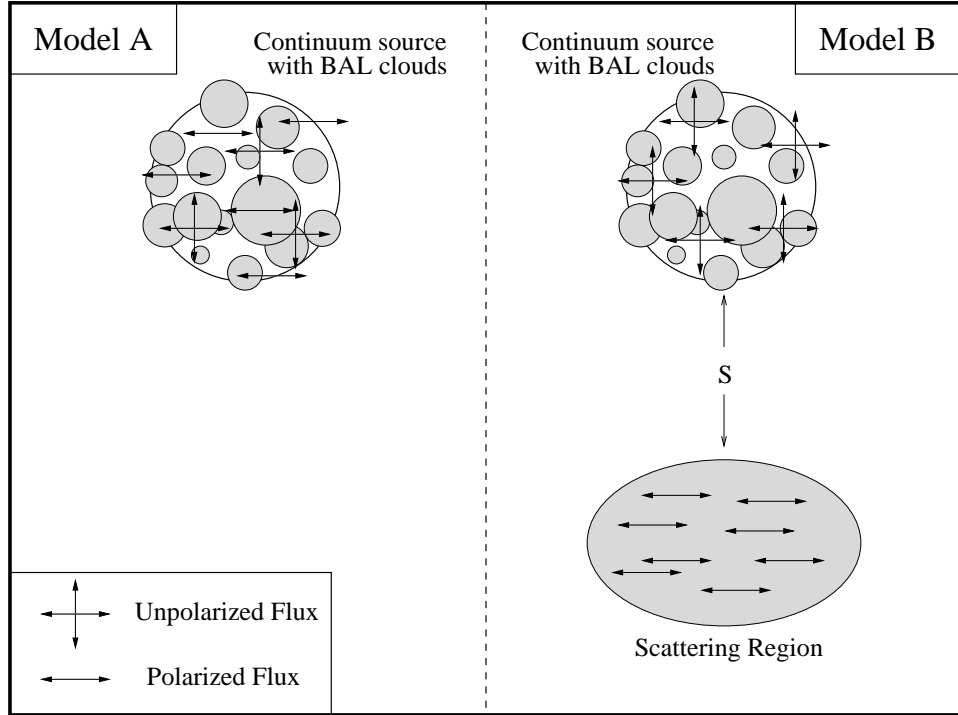 Model A
Continuum source
with BAL clouds
Continuum source
with BAL clouds
Model B
S
Scattering Region
Unpolarized Flux
Polarized Flux